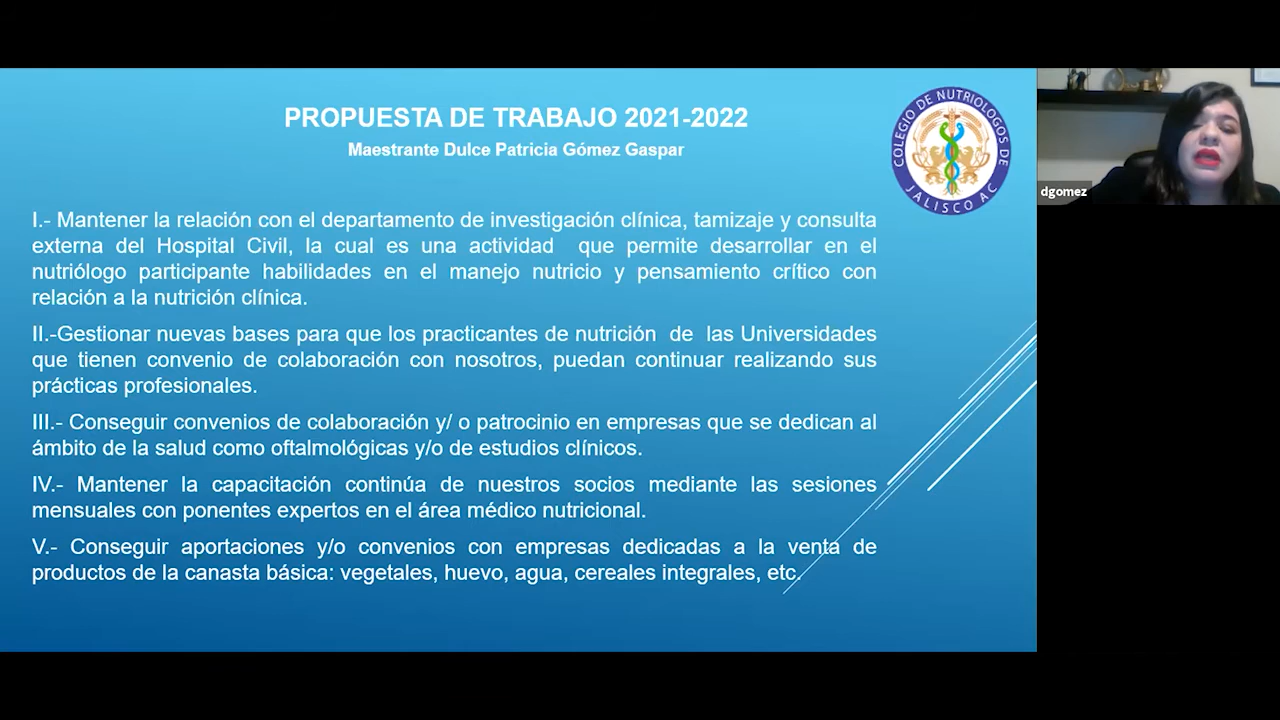 PROPUESTA DE TRABAJO 2021-2022
Maestrante Dulce Patricia Gómez Gaspar
COLEGIO DE NUTRIOLOGOS DE
JALISCO AC
dgomez
I.- Mantener la relación con el departamento de investigación clínica, tamizaje y consulta
externa del Hospital Civil, la cual es una actividad que permite desarrollar en el
nutriólogo participante habilidades en el manejo nutricio y pensamiento crítico con
relación a la nutrición clínica.
II.-Gestionar nuevas bases para que los practicantes de nutrición de las Universidades
que tienen convenio de colaboración con nosotros, puedan continuar realizando sus
prácticas profesionales.
III.- Conseguir convenios de colaboración y/ o patrocinio en empresas que se dedican al
ámbito de la salud como oftalmológicas y/o de estudios clínicos.
IV.- Mantener la capacitación continúa de nuestros socios mediante las sesiones
mensuales con ponentes expertos en el área médico nutricional.
V.- Conseguir aportaciones y/o convenios con empresas dedicadas a la venta de
productos de la canasta básica: vegetales, huevo, agua, cereales integrales, etc.